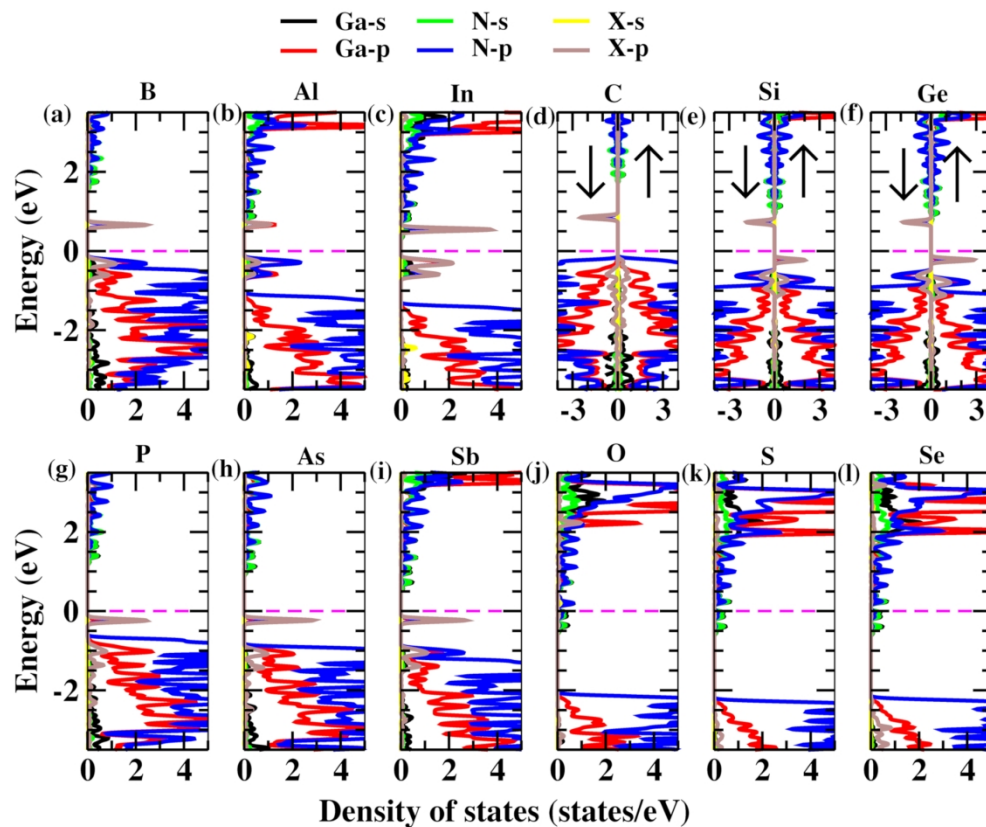 Ga-s N-s X-s
Ga-p N-p X-p
B Al In C Si Ge
(a) (b) (c) (d) (e) (f)
2
0
-2
Energy (eV)
0 2 4 0 2 4 0 2 4 -3 0 3 -3 0 3 -3 0 3
P As Sb O S Se
(g) (h) (i) (j) (k) (l)
2
0
-2
Energy (eV)
0 2 4 0 2 4 0 2 4 0 2 4 0 2 4 0 2 4
Density of states (states/eV)